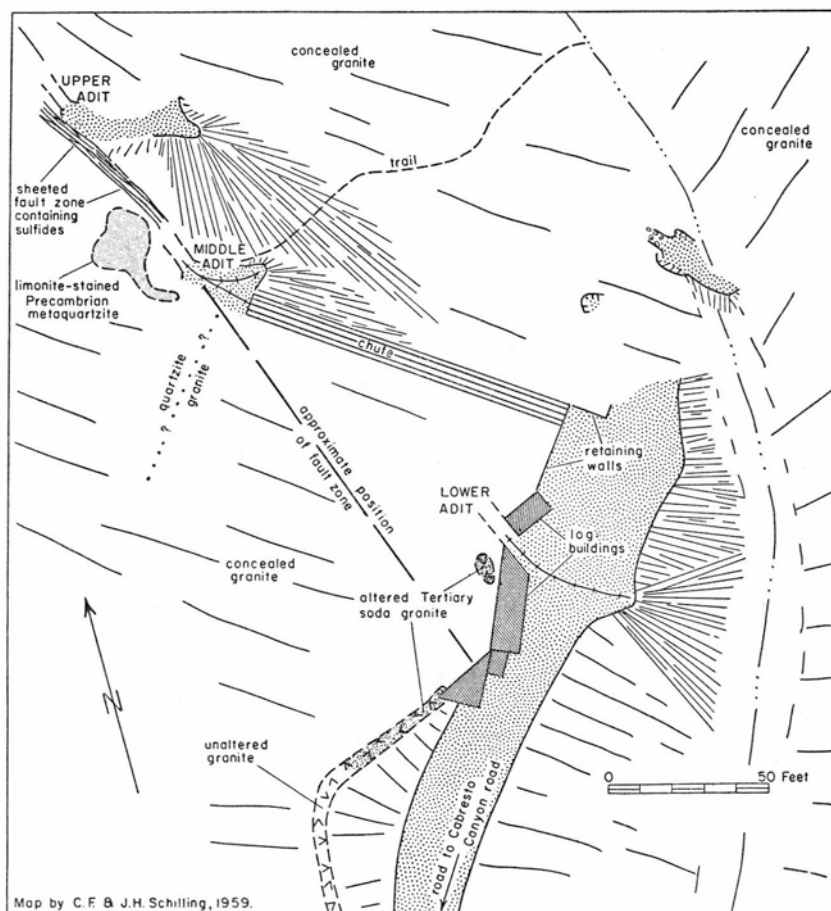 concealed
granite
UPPER
ADIT
concealed
granite
trail
sheeted
fault zone
containing
sulfides
MIDDLE
ADIT
limonite-stained
Precambrian
metaquartzite
chute
?
quartzite
granite
?
approximate position
of fault zone
retaining
walls
LOWER
ADIT
log
buildings
concealed
granite
altered Tertiary
soda granite
N
unaltered
granite
0 50 Feet
road to Cabresto
Canyon road
Map by C.F. & J.H. Schilling, 1959.